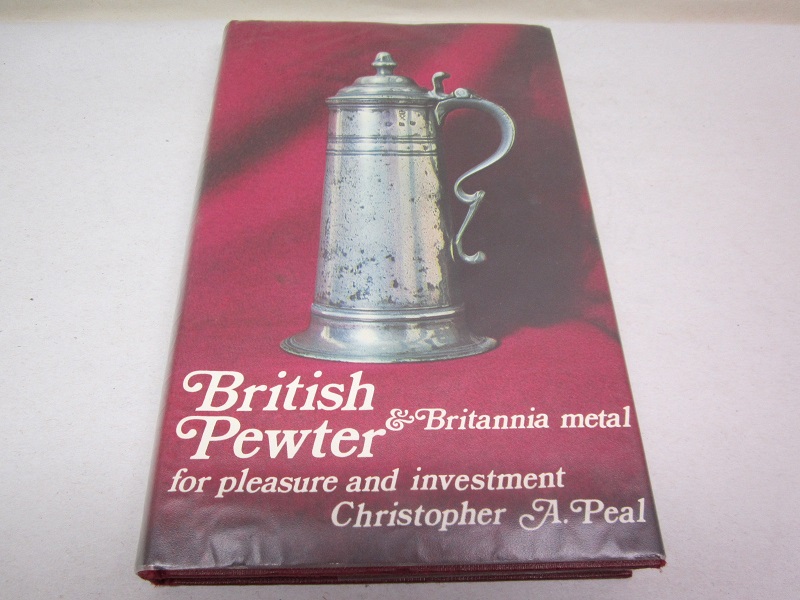 British
Pewter & Britannia metal
for pleasure and investment
Christopher A. Peal